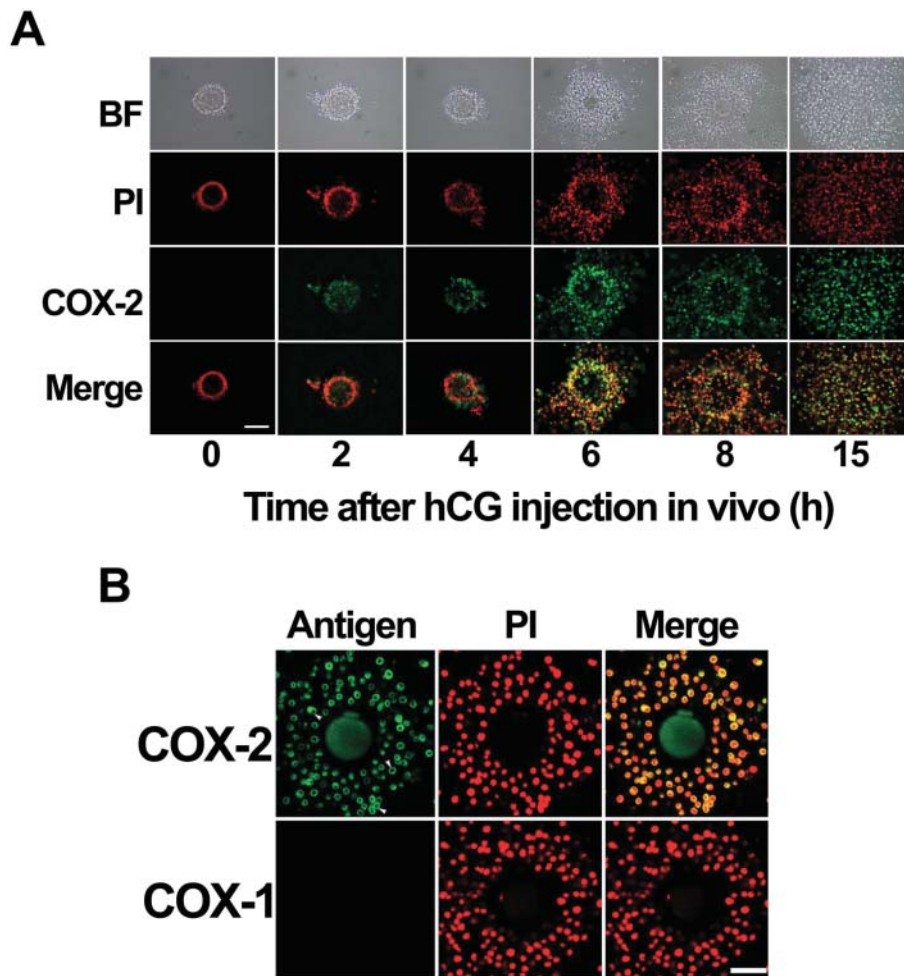 A
BF
PI
COX-2
Merge
0 2 4 6 8 15
Time after hCG injection in vivo (h)
B
Antigen PI Merge
COX-2
COX-1